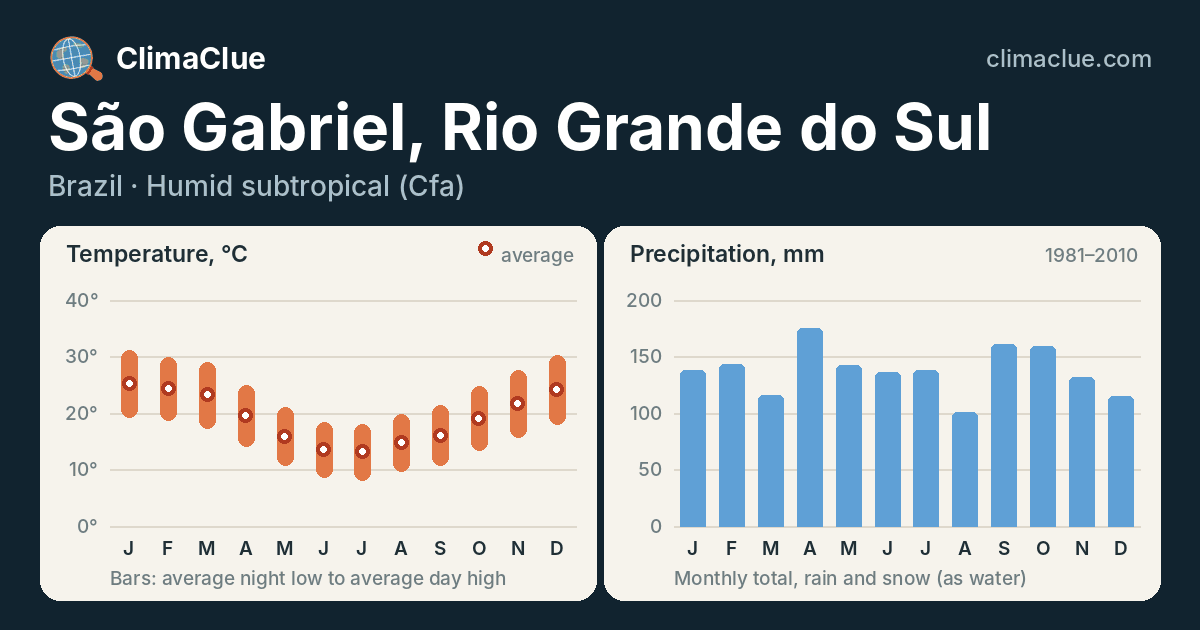 ClimaClue
climaclue.com
São Gabriel, Rio Grande do Sul
Brazil · Humid subtropical (Cfa)
Temperature, °C
average
40°
30°
20°
10°
0°
J F M A M J J A S O N D
Bars: average night low to average day high
Precipitation, mm
1981–2010
200
150
100
50
0
J F M A M J J A S O N D
Monthly total, rain and snow (as water)